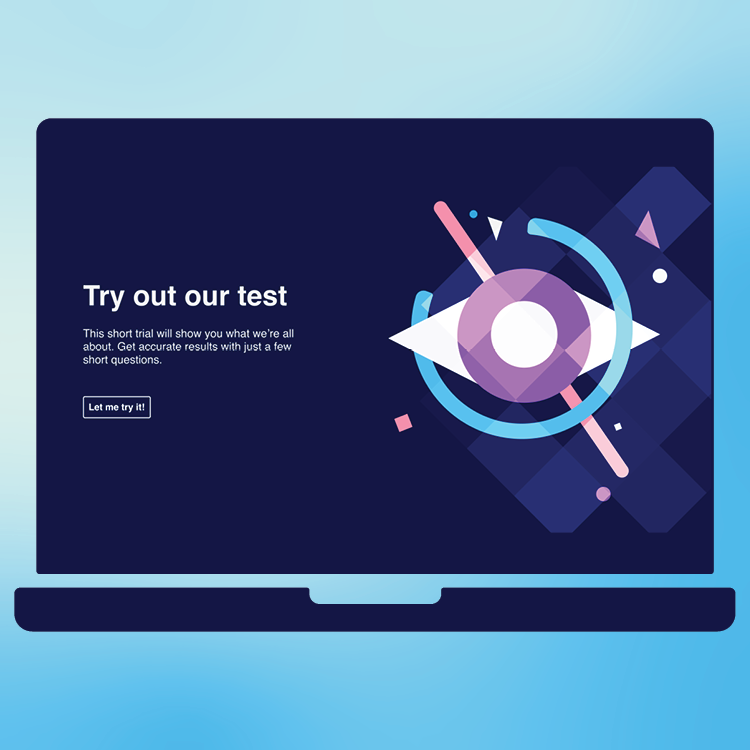 Try out our test
This short trial will show you what we’re all
about. Get accurate results with just a few
short questions.
Let me try it!